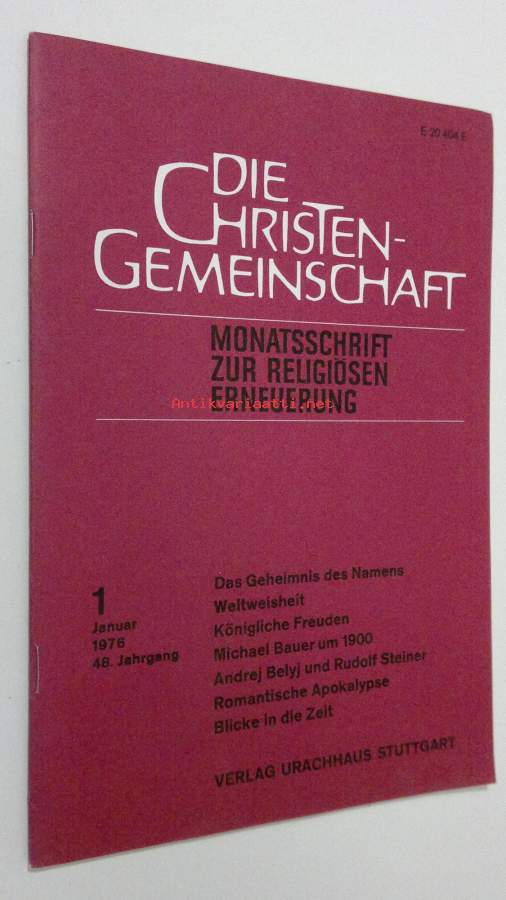 E 20 404 E
DIE
CHRISTEN-
GEMEINSCHAFT
MONATSSCHRIFT
ZUR RELIGIÖSEN
ERNEUERUNG
Antikvariaatti.net
1
Januar
1976
48. Jahrgang
Das Geheimnis des Namens
Weltweisheit
Königliche Freuden
Michael Bauer um 1900
Andrej Belyj und Rudolf Steiner
Romantische Apokalypse
Blicke in die Zeit
VERLAG URACHHAUS STUTTGART